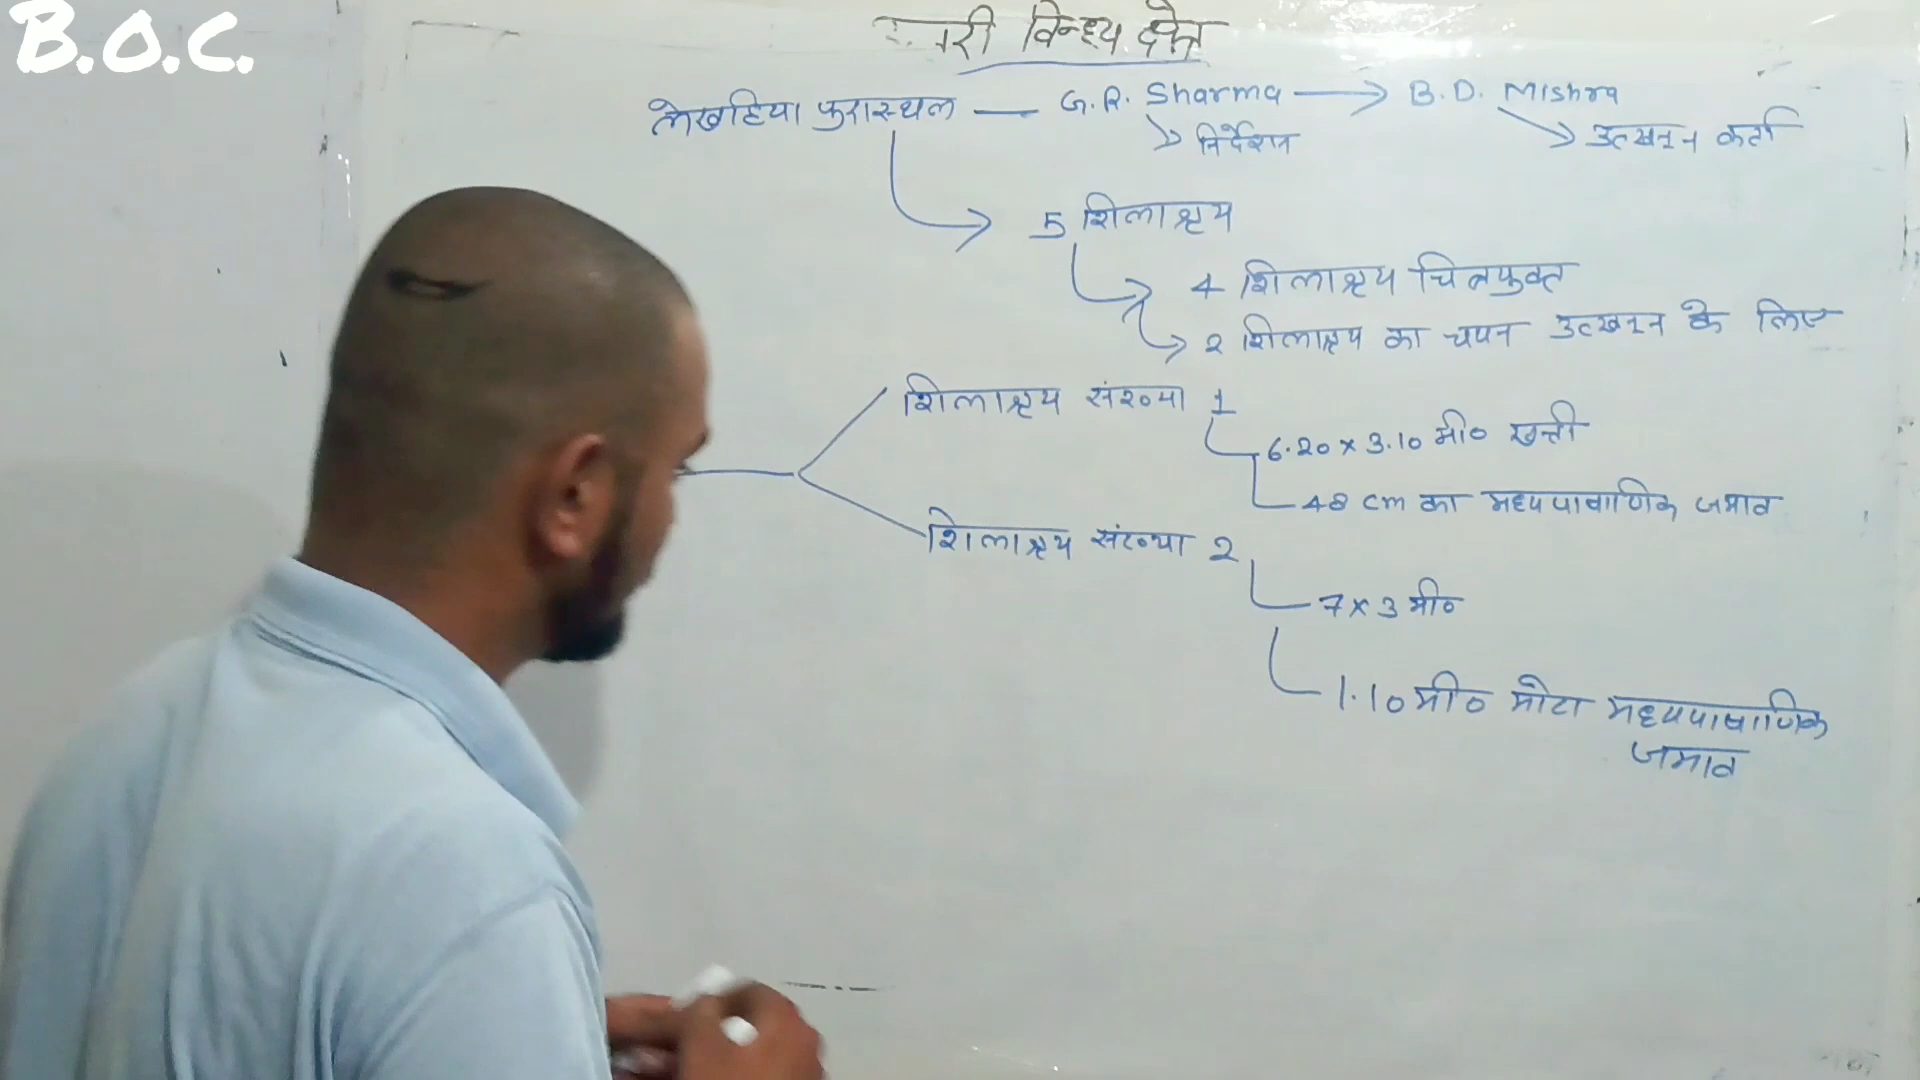 B.O.C.
री विन्ध्य क्षेत्र
लेखहिया पुरास्थल — G.R. Sharma → B.D. Mishra
निर्देशन उत्खनन कर्ता
5 शिलाश्रय
4 शिलाश्रय चित्रयुक्त
2 शिलाश्रय का चयन उत्खनन के लिए
शिलाश्रय संख्या 1
6.20 x 3.10 मी० खन्ती
48 cm का मध्यपाषाणिक जमाव
शिलाश्रय संख्या 2
7 x 3 मी०
1.10 मी० मोटा मध्यपाषाणिक
जमाव